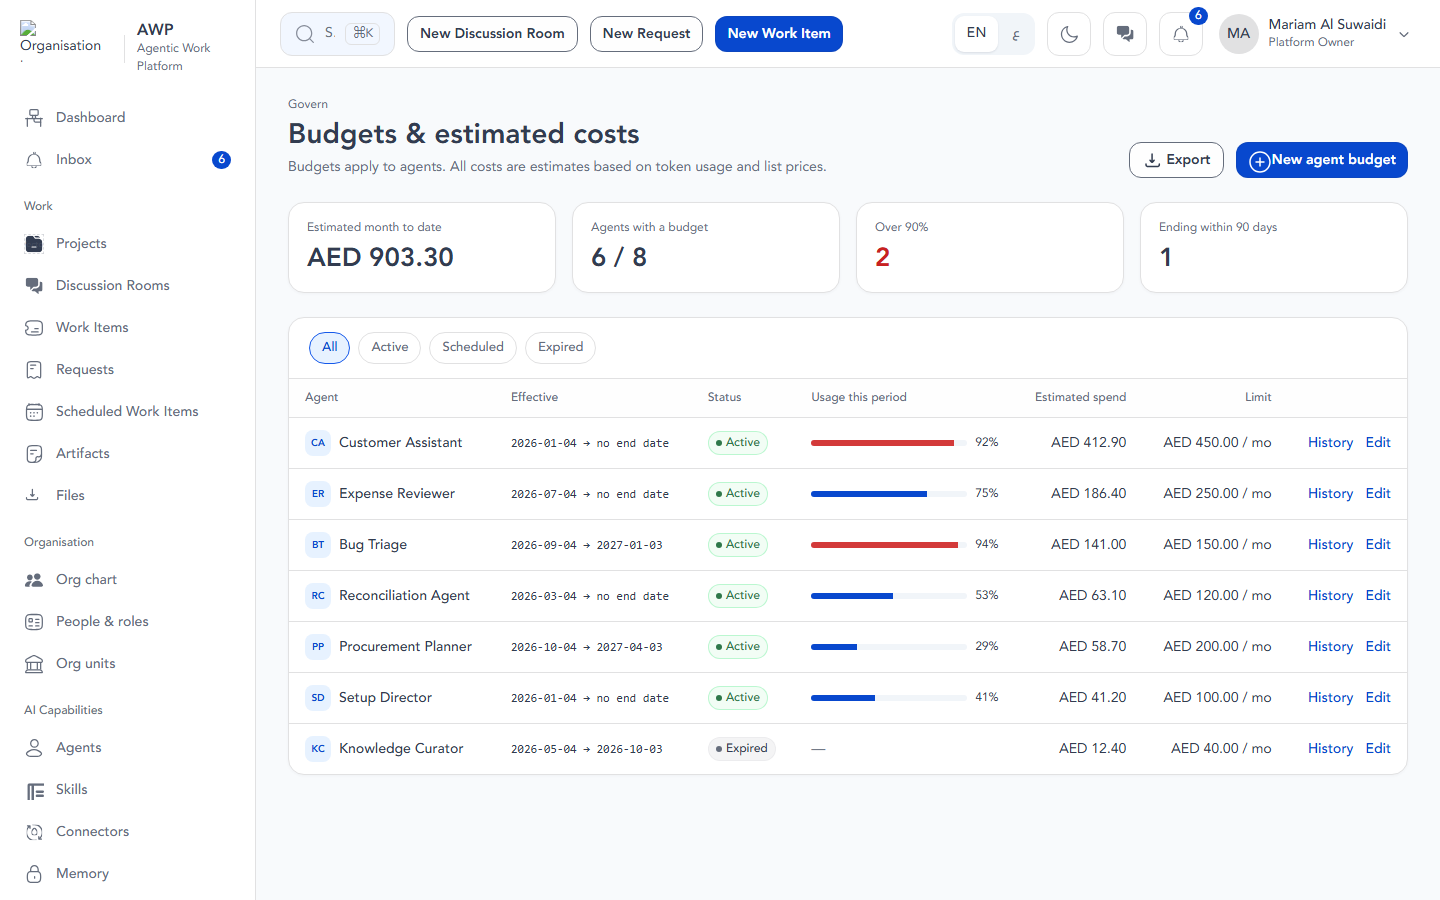 Organisation
AWP
Agentic Work
Platform
S.
⌘K
New Discussion Room
New Request
New Work Item
EN
ع
6
MA
Mariam Al Suwaidi
Platform Owner
Dashboard
Inbox
6
Work
Projects
Discussion Rooms
Work Items
Requests
Scheduled Work Items
Artifacts
Files
Organisation
Org chart
People & roles
Org units
AI Capabilities
Agents
Skills
Connectors
Memory
Govern
Budgets & estimated costs
Budgets apply to agents. All costs are estimates based on token usage and list prices.
Export
New agent budget
Estimated month to date
AED 903.30
Agents with a budget
6 / 8
Over 90%
2
Ending within 90 days
1
All Active Scheduled Expired
Agent Effective Status Usage this period Estimated spend Limit
CA Customer Assistant 2026-01-04 → no end date Active 92% AED 412.90 AED 450.00 / mo History Edit
ER Expense Reviewer 2026-07-04 → no end date Active 75% AED 186.40 AED 250.00 / mo History Edit
BT Bug Triage 2026-09-04 → 2027-01-03 Active 94% AED 141.00 AED 150.00 / mo History Edit
RC Reconciliation Agent 2026-03-04 → no end date Active 53% AED 63.10 AED 120.00 / mo History Edit
PP Procurement Planner 2026-10-04 → 2027-04-03 Active 29% AED 58.70 AED 200.00 / mo History Edit
SD Setup Director 2026-01-04 → no end date Active 41% AED 41.20 AED 100.00 / mo History Edit
KC Knowledge Curator 2026-05-04 → 2026-10-03 Expired — AED 12.40 AED 40.00 / mo History Edit